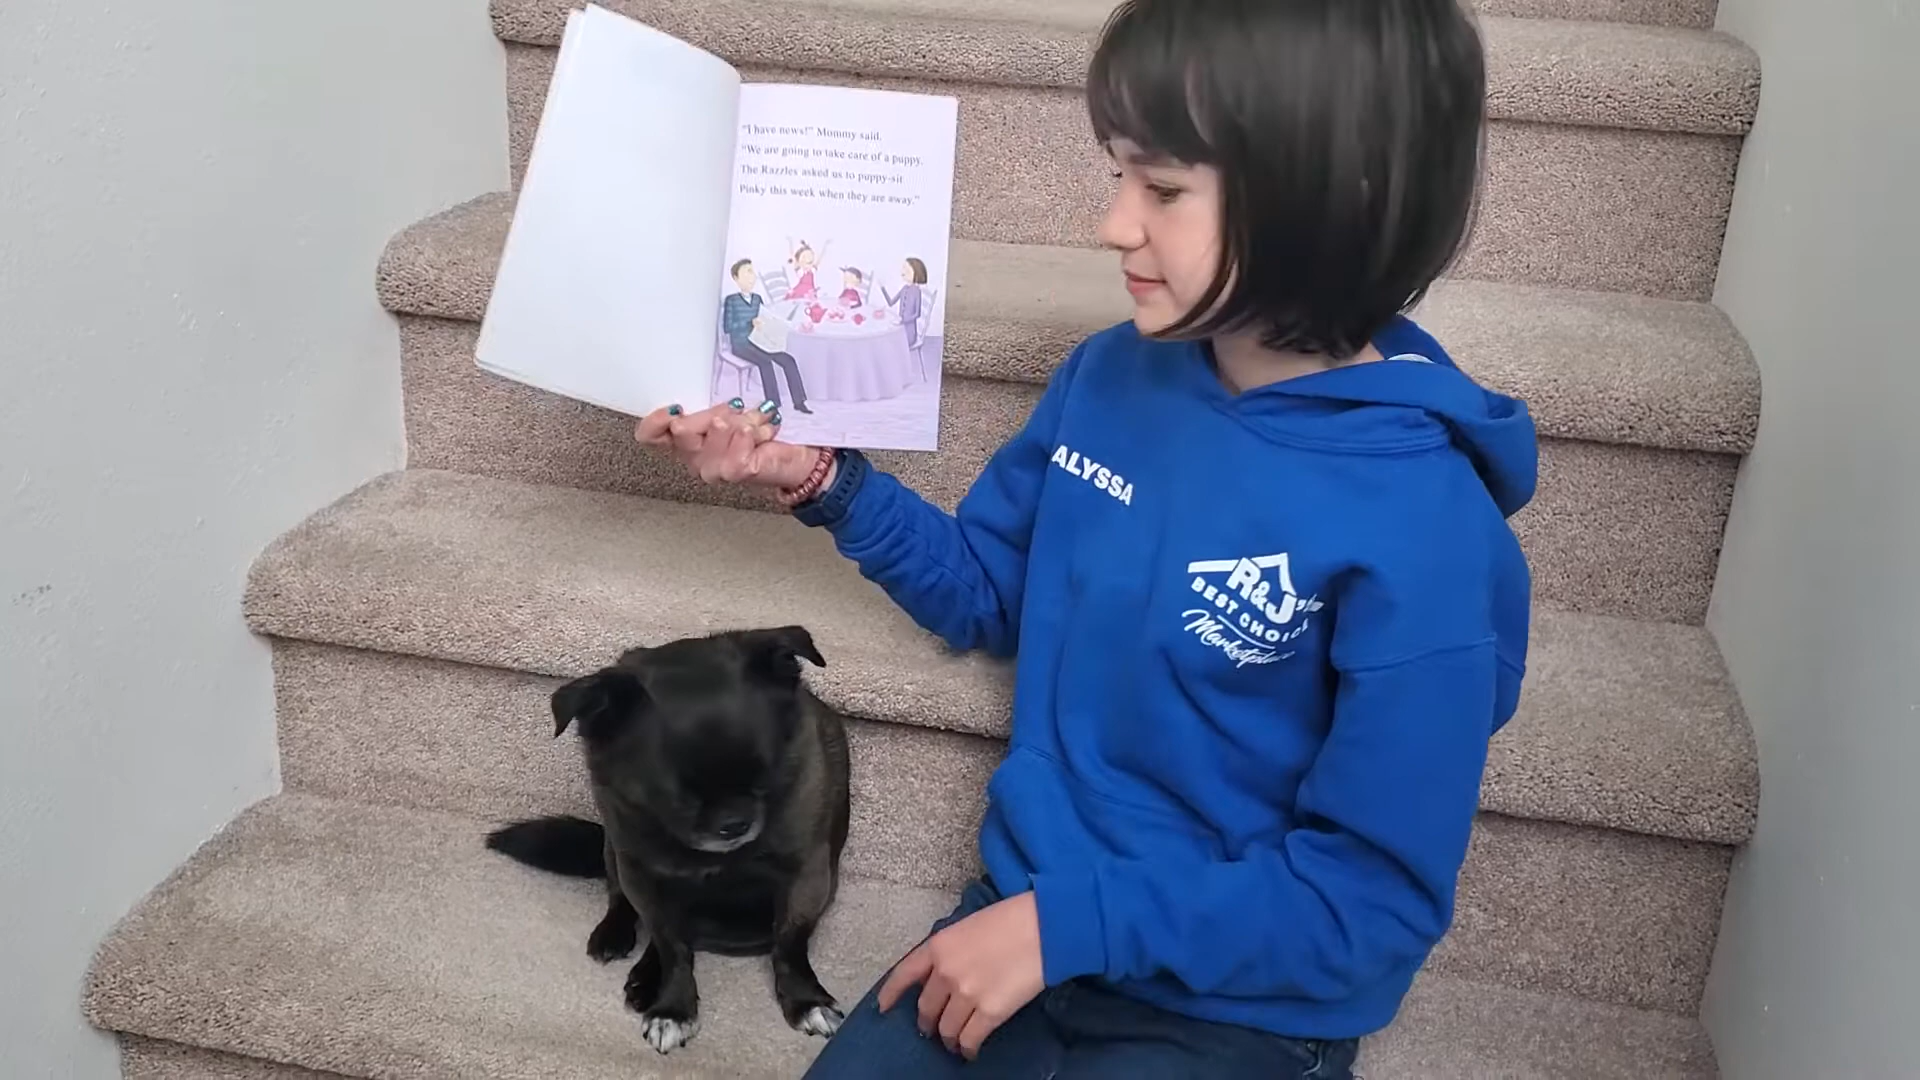 "I have news!" Mommy said.
"We are going to take care of a puppy.
The Razzles asked us to puppy-sit
Pinky this week when they are away."
ALYSSA
R&J's
BEST CHOICE
Marketplace